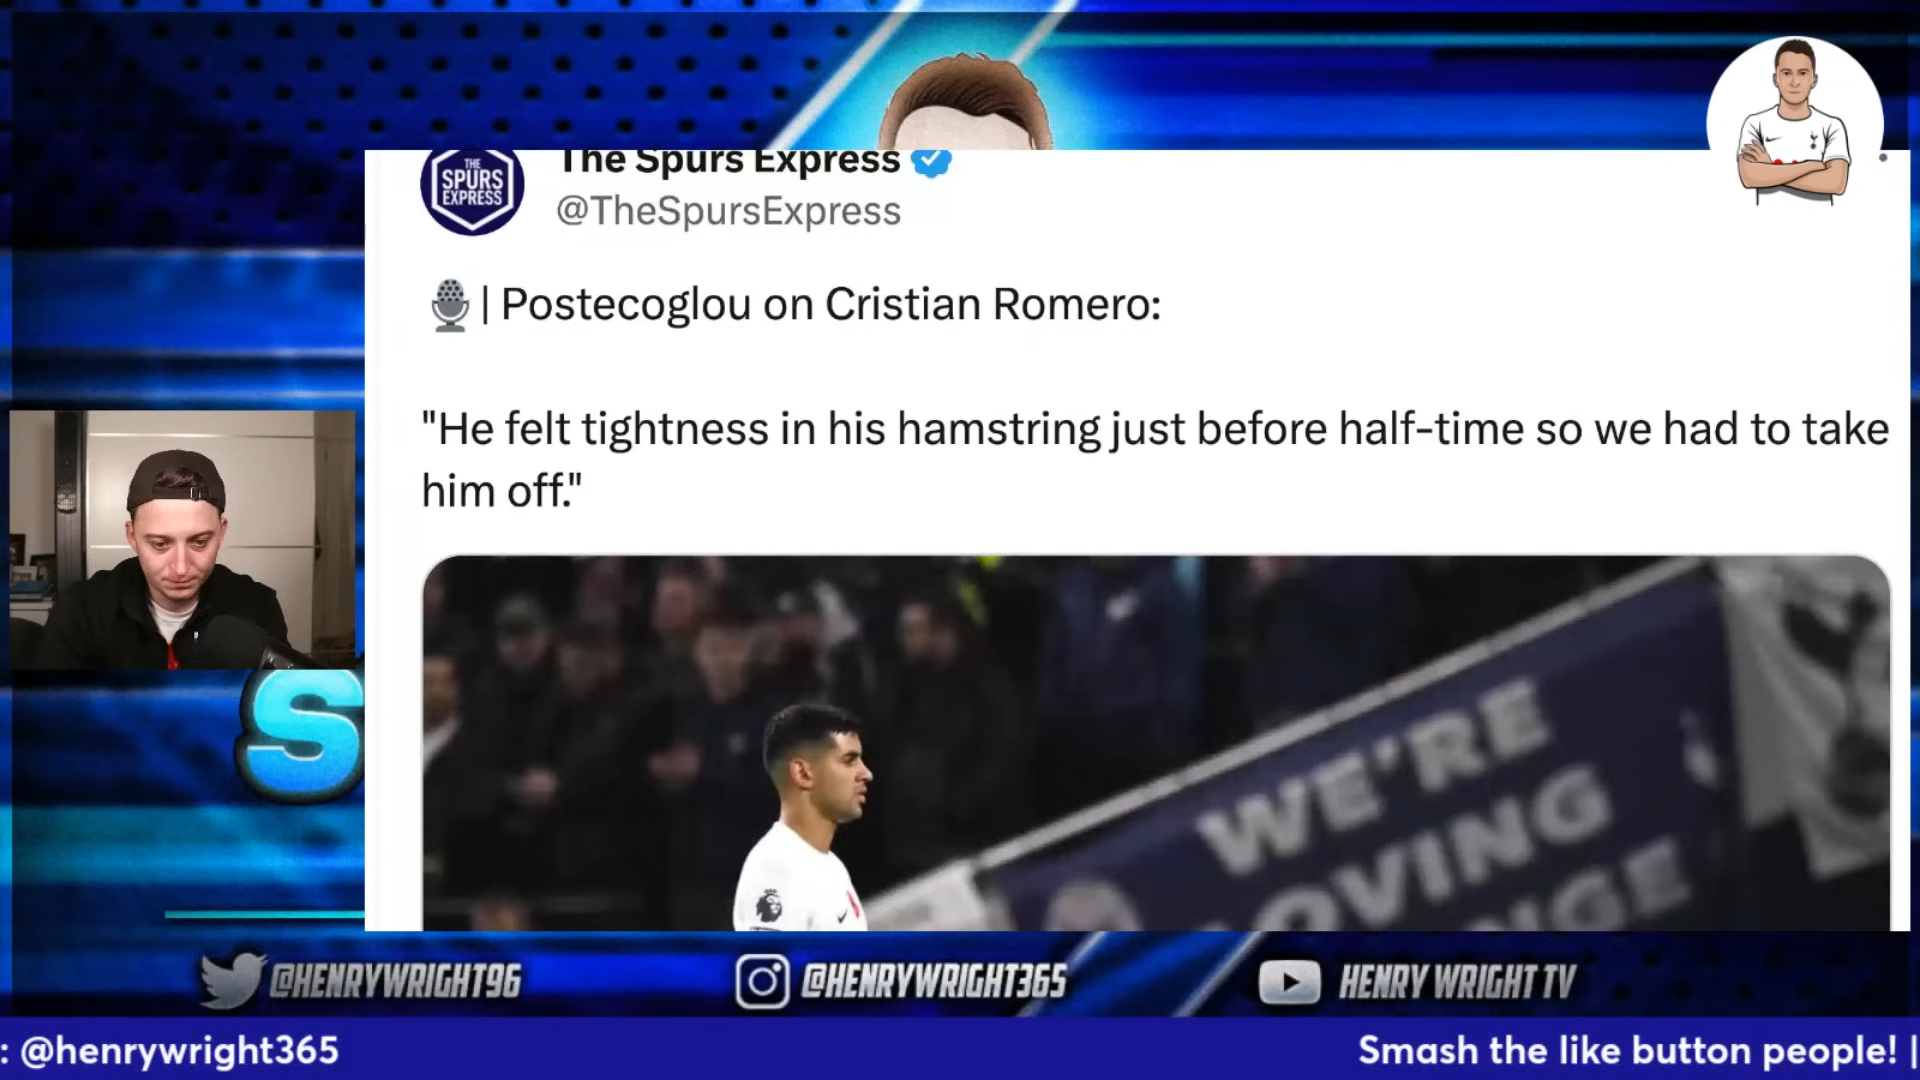 THE
SPURS
EXPRESS
The Spurs Express
@TheSpursExpress
| Postecoglou on Cristian Romero:
"He felt tightness in his hamstring just before half-time so we had to take
him off."
S
WE'RE
@HENRYWRIGHT96
@HENRYWRIGHT365
HENRY WRIGHT TV
: @henrywright365
Smash the like button people! |